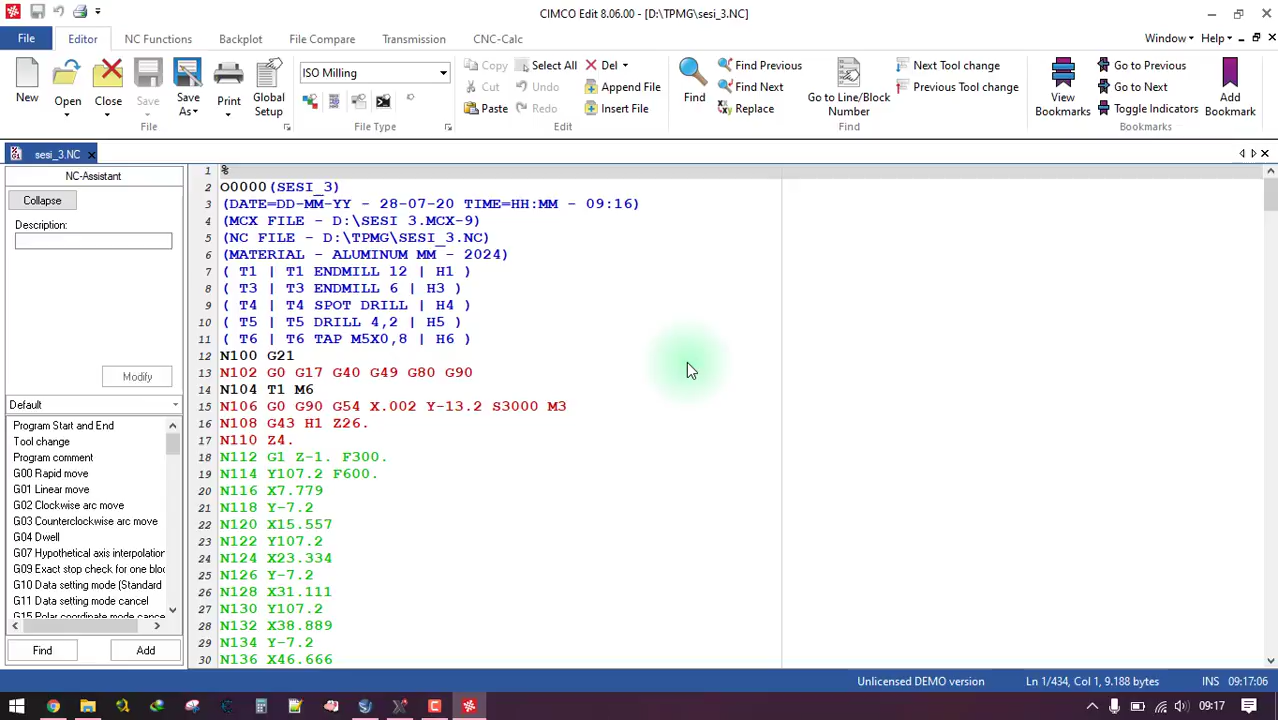 CIMCO Edit 8.06.00 - [D:\TPMG\sesi_3.NC]
File Editor NC Functions Backplot File Compare Transmission CNC-Calc Window Help
New Open Close Save Save As Print Global Setup
File
ISO Milling
File Type
Copy Select All Del
Cut Undo Append File
Paste Redo Insert File
Edit
Find
Find Previous
Find Next
Replace
Go to Line/Block Number
Next Tool change
Previous Tool change
Find
View Bookmarks
Go to Previous
Go to Next
Toggle Indicators
Add Bookmark
Bookmarks
sesi_3.NC
NC-Assistant
Collapse
Description:
Modify
Default
Program Start and End
Tool change
Program comment
G00 Rapid move
G01 Linear move
G02 Clockwise arc move
G03 Counterclockwise arc move
G04 Dwell
G07 Hypothetical axis interpolation
G09 Exact stop check for one bloc
G10 Data setting mode (Standard
G11 Data setting mode cancel
G15 Polar coordinate mode cancel
Find Add
1 %
2 O0000(SESI_3)
3 (DATE=DD-MM-YY - 28-07-20 TIME=HH:MM - 09:16)
4 (MCX FILE - D:\SESI 3.MCX-9)
5 (NC FILE - D:\TPMG\SESI_3.NC)
6 (MATERIAL - ALUMINUM MM - 2024)
7 ( T1 | T1 ENDMILL 12 | H1 )
8 ( T3 | T3 ENDMILL 6 | H3 )
9 ( T4 | T4 SPOT DRILL | H4 )
10 ( T5 | T5 DRILL 4,2 | H5 )
11 ( T6 | T6 TAP M5X0,8 | H6 )
12 N100 G21
13 N102 G0 G17 G40 G49 G80 G90
14 N104 T1 M6
15 N106 G0 G90 G54 X.002 Y-13.2 S3000 M3
16 N108 G43 H1 Z26.
17 N110 Z4.
18 N112 G1 Z-1. F300.
19 N114 Y107.2 F600.
20 N116 X7.779
21 N118 Y-7.2
22 N120 X15.557
23 N122 Y107.2
24 N124 X23.334
25 N126 Y-7.2
26 N128 X31.111
27 N130 Y107.2
28 N132 X38.889
29 N134 Y-7.2
30 N136 X46.666
Unlicensed DEMO version Ln 1/434, Col 1, 9.188 bytes INS 09:17:06
09:17